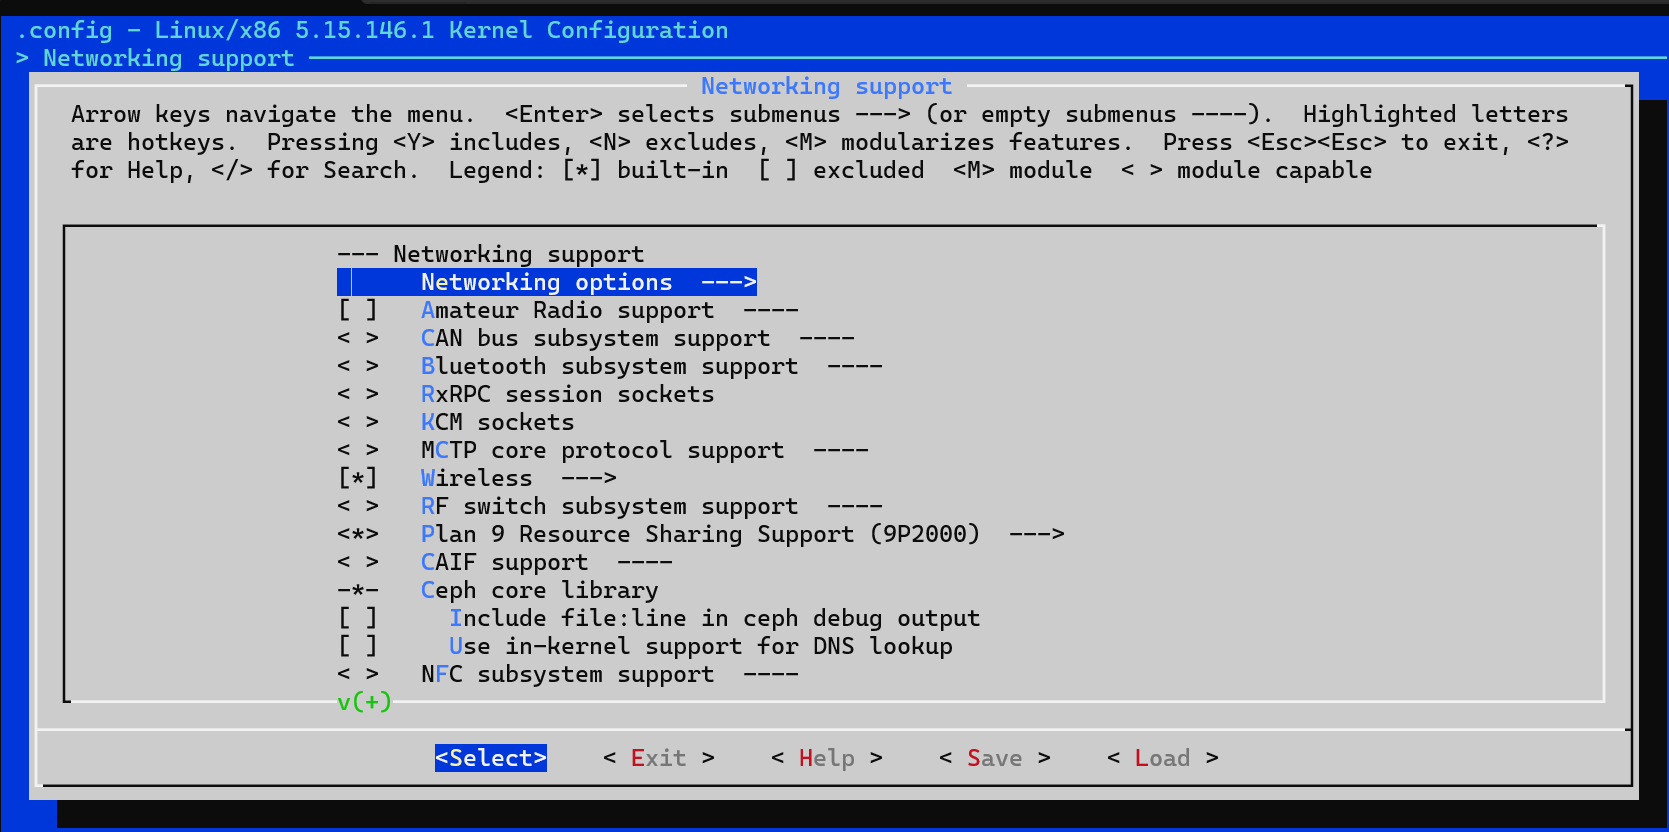 .config - Linux/x86 5.15.146.1 Kernel Configuration
> Networking support
Networking support
Arrow keys navigate the menu.  <Enter> selects submenus ---> (or empty submenus ----).  Highlighted letters
are hotkeys.  Pressing <Y> includes, <N> excludes, <M> modularizes features.  Press <Esc><Esc> to exit, <?>
for Help, </> for Search.  Legend: [*] built-in  [ ] excluded  <M> module  < > module capable
--- Networking support
Networking options  --->
[ ]   Amateur Radio support  ----
< >   CAN bus subsystem support  ----
< >   Bluetooth subsystem support  ----
< >   RxRPC session sockets
< >   KCM sockets
< >   MCTP core protocol support  ----
[*]   Wireless  --->
< >   RF switch subsystem support  ----
<*>   Plan 9 Resource Sharing Support (9P2000)  --->
< >   CAIF support  ----
-*-   Ceph core library
[ ]     Include file:line in ceph debug output
[ ]     Use in-kernel support for DNS lookup
< >   NFC subsystem support  ----
v(+)
<Select>    < Exit >    < Help >    < Save >    < Load >